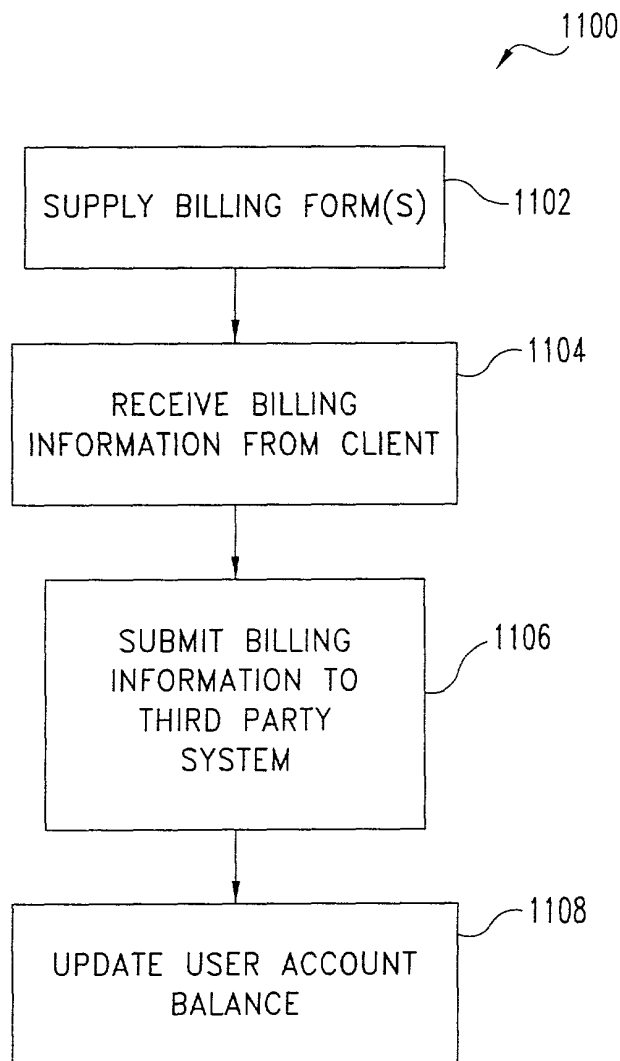 1100
SUPPLY BILLING FORM(S)
1102
1104
RECEIVE BILLING
INFORMATION FROM CLIENT
1106
SUBMIT BILLING
INFORMATION TO
THIRD PARTY
SYSTEM
1108
UPDATE USER ACCOUNT
BALANCE